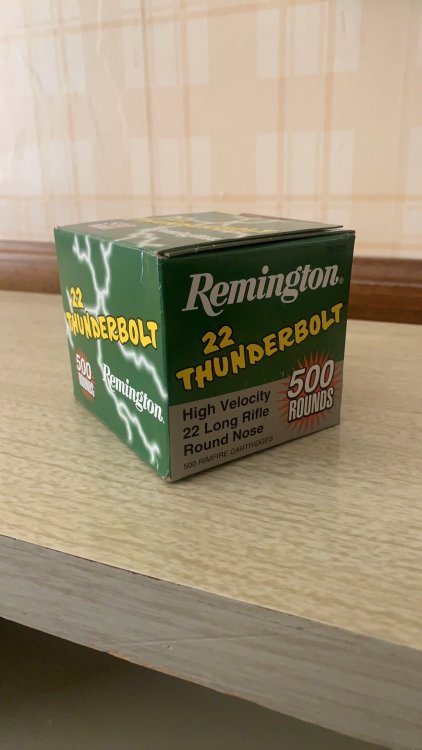 Remington®
22
THUNDERBOLT
500
ROUNDS
High Velocity
22 Long Rifle
Round Nose
500 RIMFIRE CARTRIDGES
22
THUNDERBOLT
500
ROUNDS
Remington